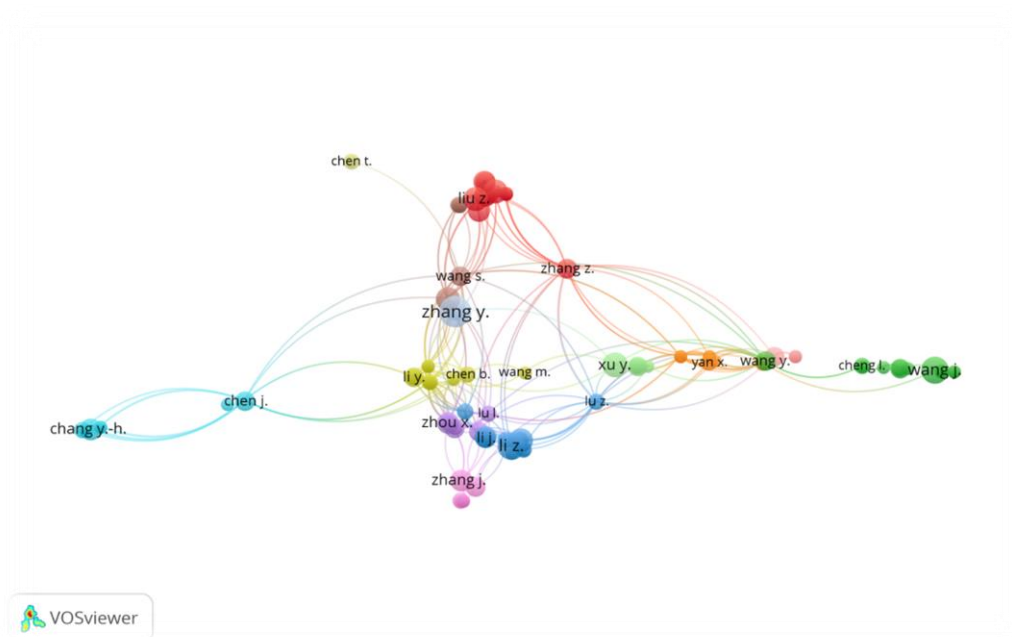 chen t.
liu z.
wang s.
zhang z.
zhang y.
xu y.
yan x.
wang y.
cheng l.
wang j.
li y.
chen b.
wang m.
chen j.
lu z.
chang y.-h.
zhou x.
lu l.
li j.
li z.
zhang j.
VOSviewer